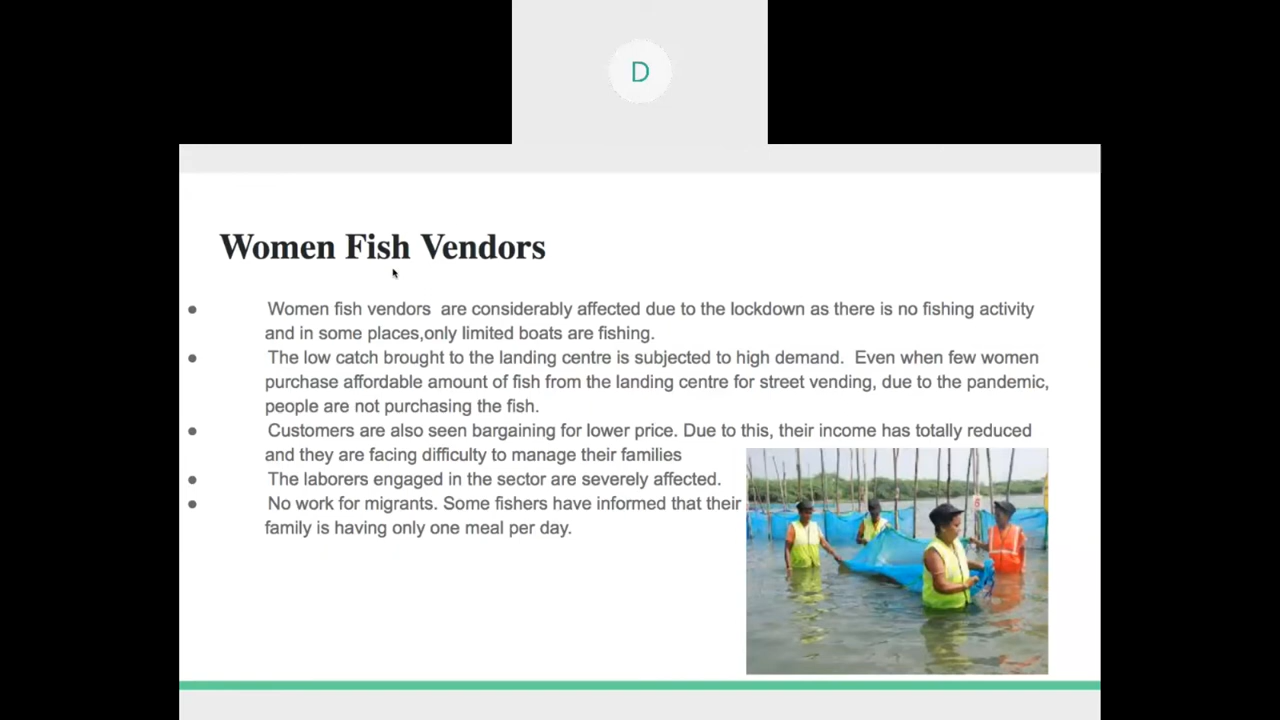 D
Women Fish Vendors
● Women fish vendors are considerably affected due to the lockdown as there is no fishing activity
and in some places,only limited boats are fishing.
● The low catch brought to the landing centre is subjected to high demand. Even when few women
purchase affordable amount of fish from the landing centre for street vending, due to the pandemic,
people are not purchasing the fish.
● Customers are also seen bargaining for lower price. Due to this, their income has totally reduced
and they are facing difficulty to manage their families
● The laborers engaged in the sector are severely affected.
● No work for migrants. Some fishers have informed that their
family is having only one meal per day.